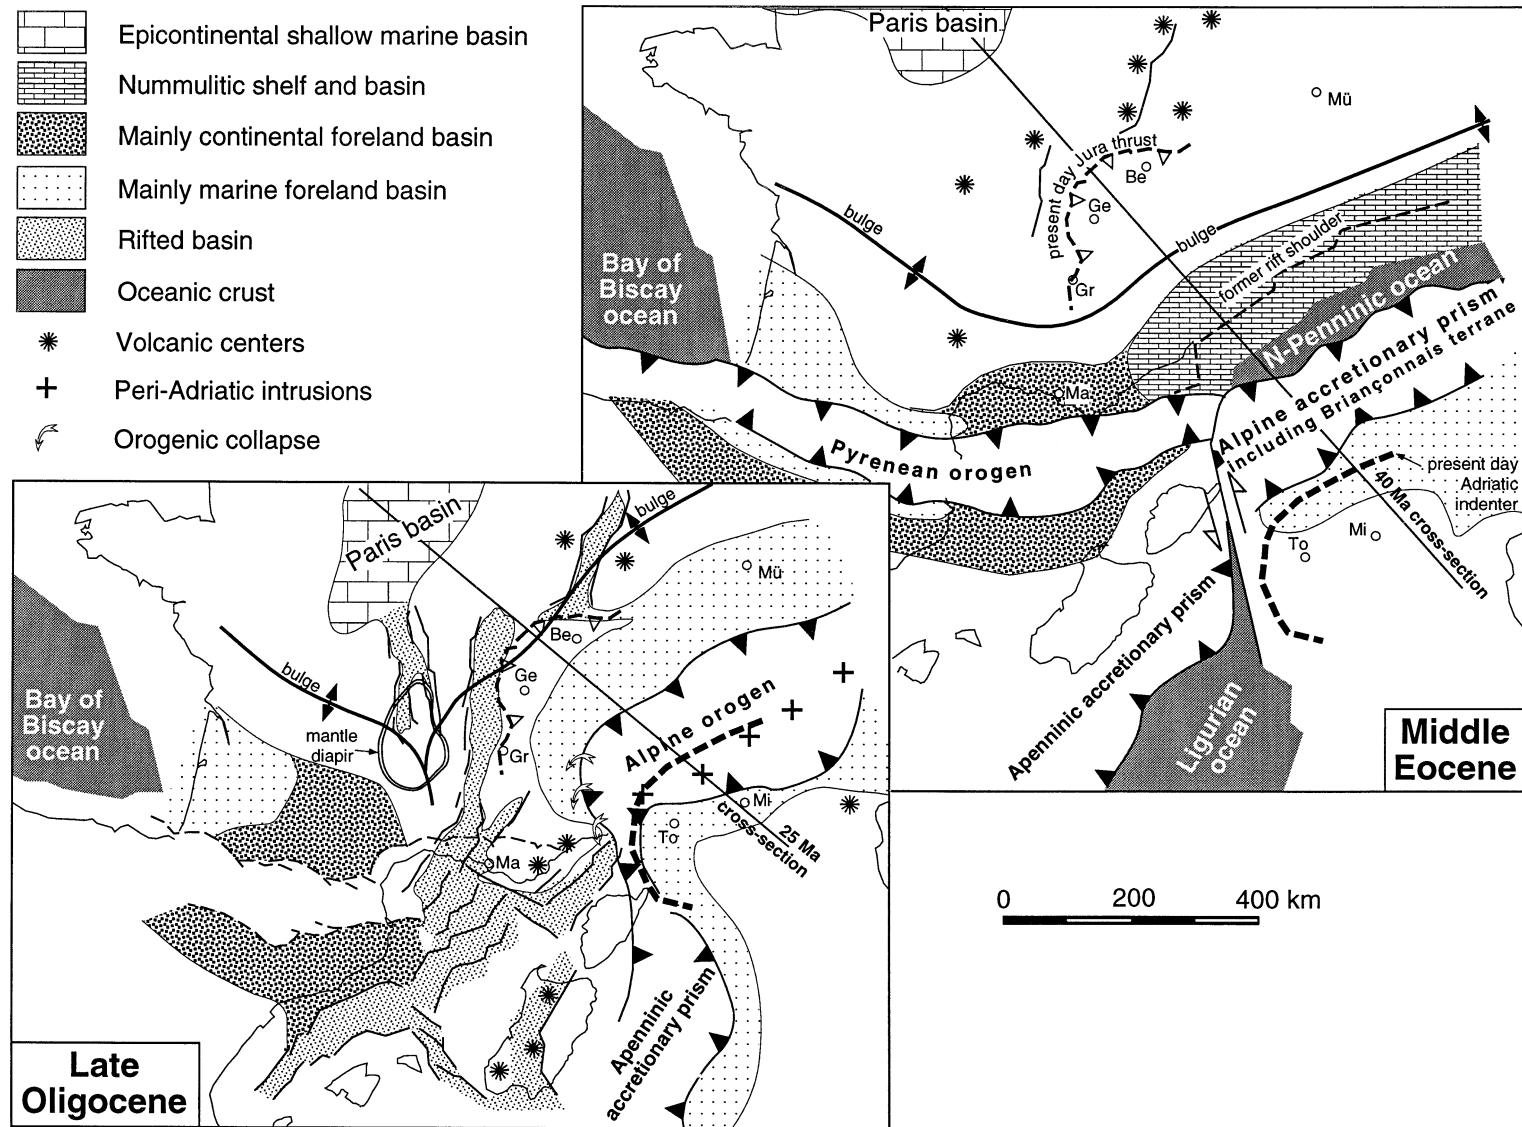 Epicontinental shallow marine basin
Nummulitic shelf and basin
Mainly continental foreland basin
Mainly marine foreland basin
Rifted basin
Oceanic crust
Volcanic centers
Peri-Adriatic intrusions
Orogenic collapse
Paris basin
Mü
present day Jura thrust
Be
Ge
Gr
bulge
bulge
Bay of
Biscay
ocean
former rift shoulder
N-Penninic ocean
Alpine accretionary prism
including Briançonnais terrane
Ma
Pyrenean orogen
present day
Adriatic
indenter
40 Ma cross-section
To
Mi
Apenninic accretionary prism
Ligurian
ocean
Middle
Eocene
Paris basin
bulge
Mü
Be
Ge
Gr
bulge
mantle
diapir
Bay of
Biscay
ocean
Alpine orogen
Mi
To
25 Ma
cross-section
Ma
Apenninic
accretionary prism
Late
Oligocene
0 200 400 km